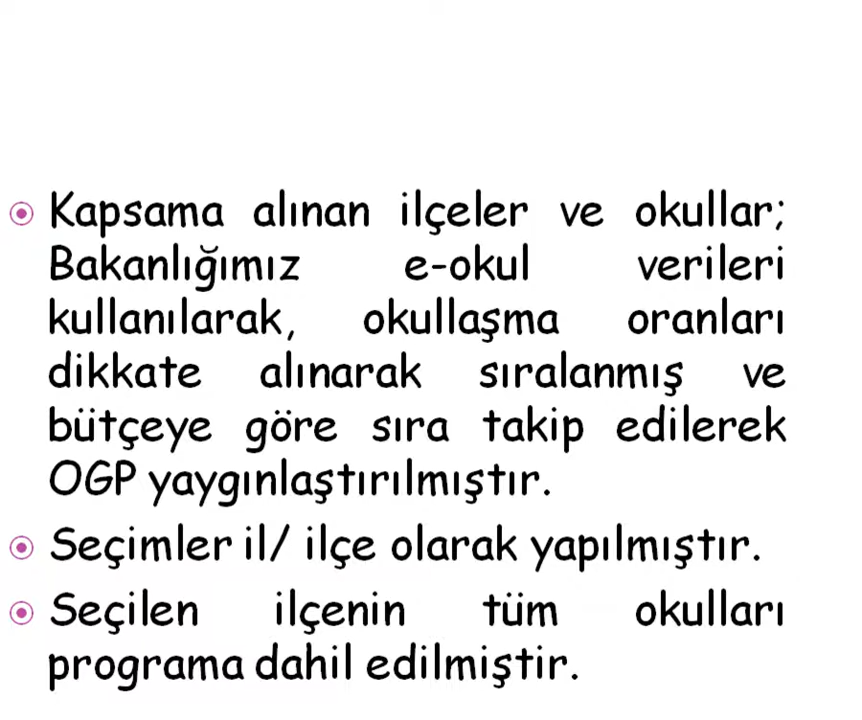 Kapsama alınan ilçeler ve okullar;
Bakanlığımız e-okul verileri
kullanılarak, okullaşma oranları
dikkate alınarak sıralanmış ve
bütçeye göre sıra takip edilerek
OGP yaygınlaştırılmıştır.
Seçimler il/ ilçe olarak yapılmıştır.
Seçilen ilçenin tüm okulları
programa dahil edilmiştir.